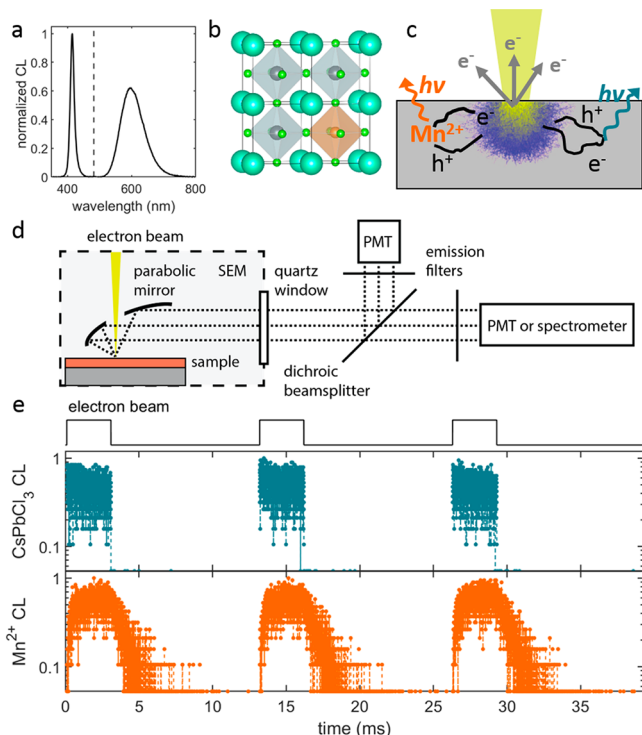 a
normalized CL
1
0.8
0.6
0.4
0.2
0
400
600
800
wavelength (nm)
b
c
e⁻
e⁻
e⁻
hν
hν
e⁻
h⁺
Mn²⁺
h⁺
e⁻
d
electron beam
parabolic
mirror
SEM
quartz
window
PMT
emission
filters
PMT or spectrometer
sample
dichroic
beamsplitter
e
electron beam
CsPbCl₃ CL
1
0.1
Mn²⁺ CL
1
0.1
0
5
10
15
20
25
30
35
time (ms)